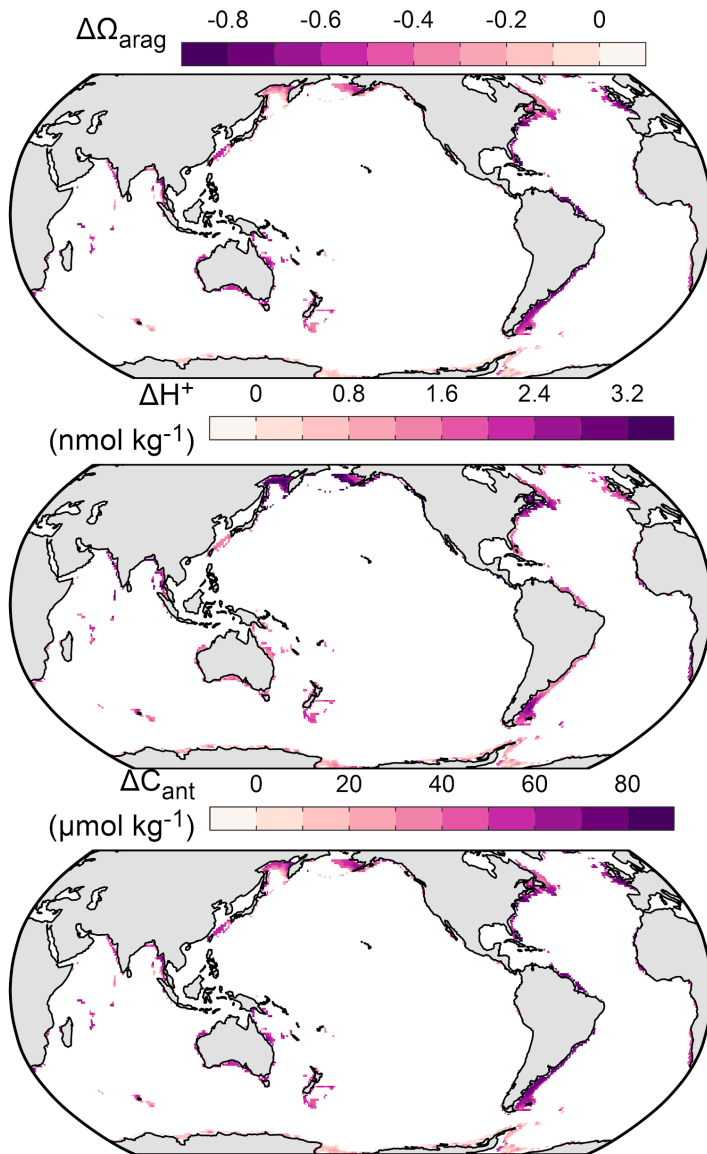 -0.8 -0.6 -0.4 -0.2 0
ΔΩarag
0 0.8 1.6 2.4 3.2
ΔH⁺
(nmol kg⁻¹)
0 20 40 60 80
ΔCant
(µmol kg⁻¹)